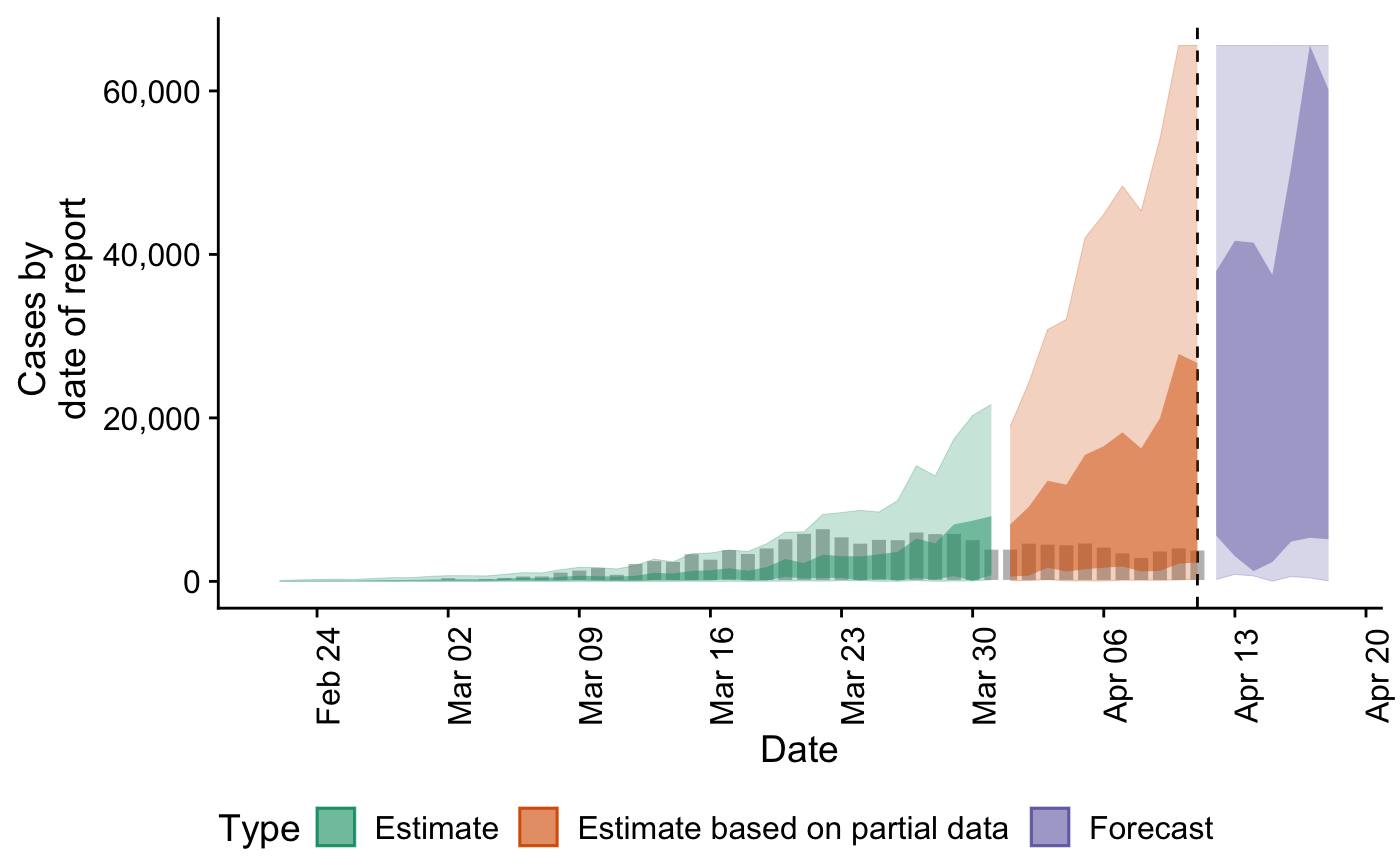 Cases by
date of report
60,000
40,000
20,000
0
Feb 24
Mar 02
Mar 09
Mar 16
Mar 23
Mar 30
Apr 06
Apr 13
Apr 20
Date
Type Estimate Estimate based on partial data Forecast